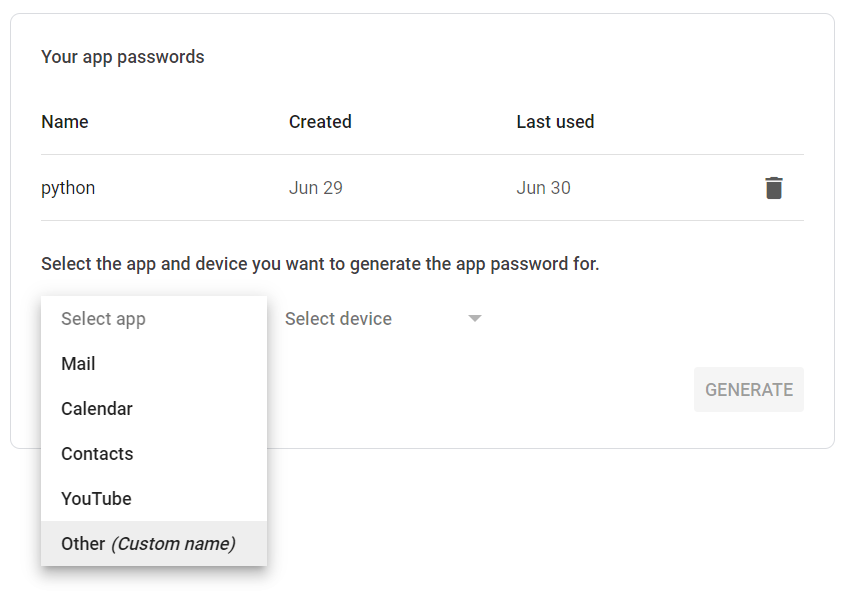 Your app passwords
Name Created Last used
python Jun 29 Jun 30
Select the app and device you want to generate the app password for.
Select app Select device
Mail
GENERATE
Calendar
Contacts
YouTube
Other (Custom name)